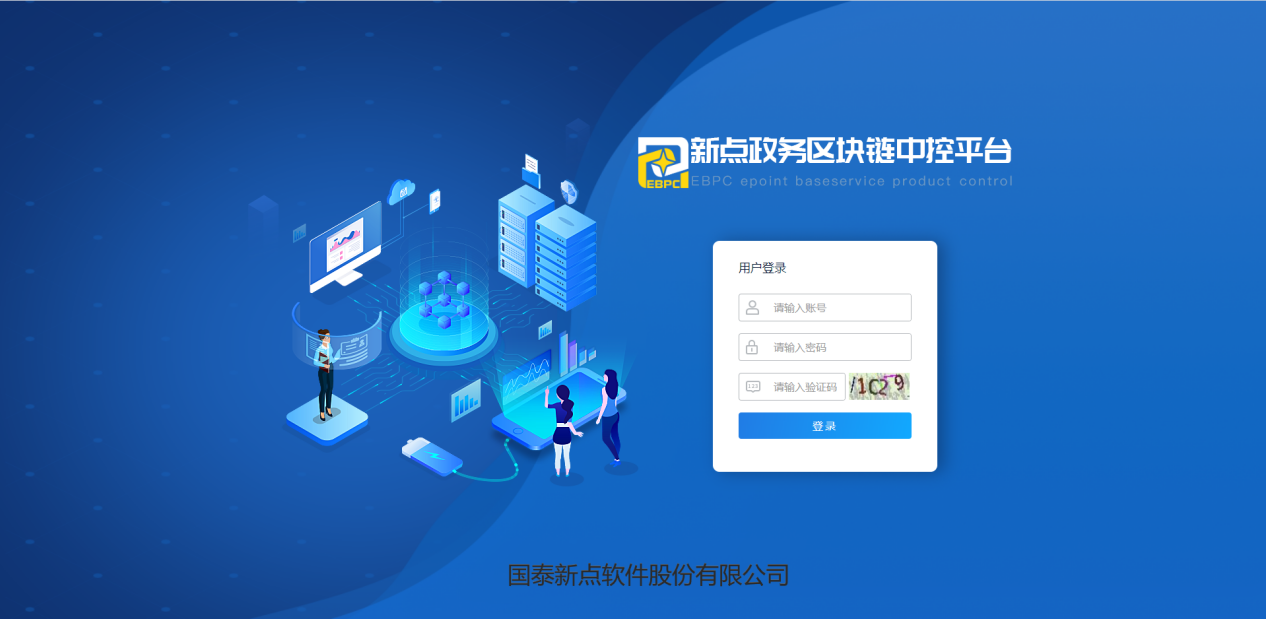 新点政务区块链中控平台
EBPC
EBPC epoint baseservice product control
用户登录
请输入账号
请输入密码
123
请输入验证码
1C29
登录
国泰新点软件股份有限公司